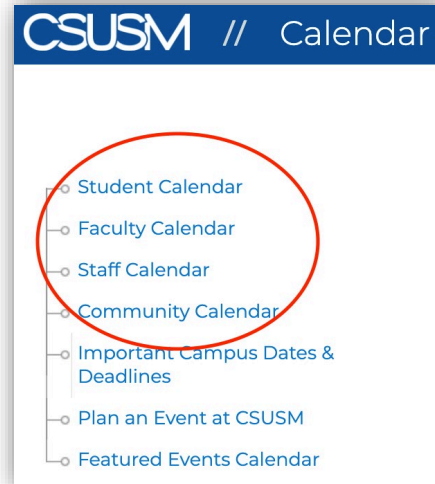 CSUSM // Calendar
Student Calendar
Faculty Calendar
Staff Calendar
Community Calendar
Important Campus Dates &
Deadlines
Plan an Event at CSUSM
Featured Events Calendar